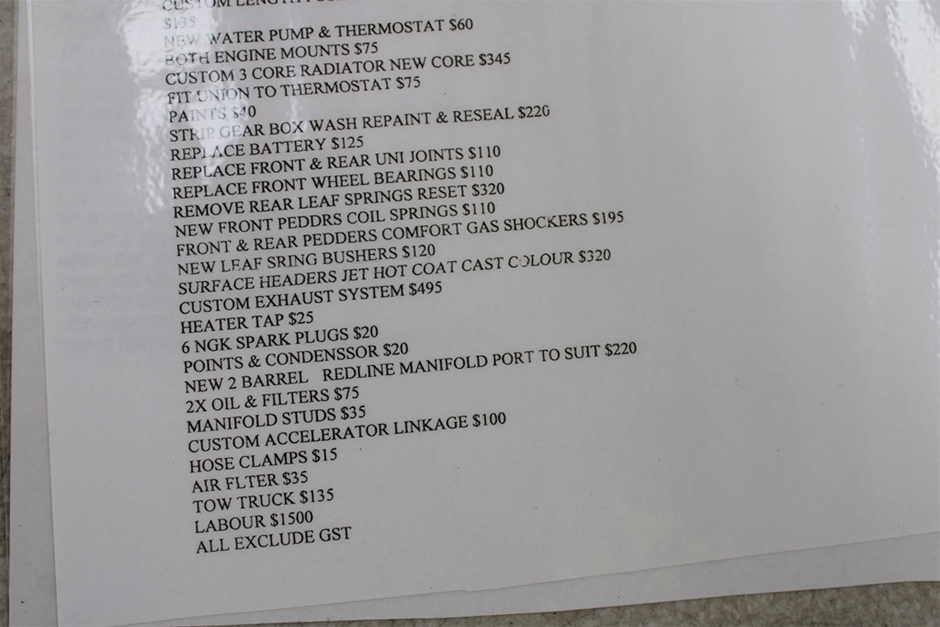 CUSTOM LENGTH
$135
NEW WATER PUMP & THERMOSTAT $60
BOTH ENGINE MOUNTS $75
CUSTOM 3 CORE RADIATOR NEW CORE $345
FIT UNION TO THERMOSTAT $75
PAINTS $40
STRIP GEAR BOX WASH REPAINT & RESEAL $220
REPLACE BATTERY $125
REPLACE FRONT & REAR UNI JOINTS $110
REPLACE FRONT WHEEL BEARINGS $110
REMOVE REAR LEAF SPRINGS RESET $320
NEW FRONT PEDDRS COIL SPRINGS $110
FRONT & REAR PEDDERS COMFORT GAS SHOCKERS $195
NEW LEAF SRING BUSHERS $120
SURFACE HEADERS JET HOT COAT CAST COLOUR $320
CUSTOM EXHAUST SYSTEM $495
HEATER TAP $25
6 NGK SPARK PLUGS $20
POINTS & CONDENSSOR $20
NEW 2 BARREL REDLINE MANIFOLD PORT TO SUIT $220
2X OIL & FILTERS $75
MANIFOLD STUDS $35
CUSTOM ACCELERATOR LINKAGE $100
HOSE CLAMPS $15
AIR FLTER $35
TOW TRUCK $135
LABOUR $1500
ALL EXCLUDE GST